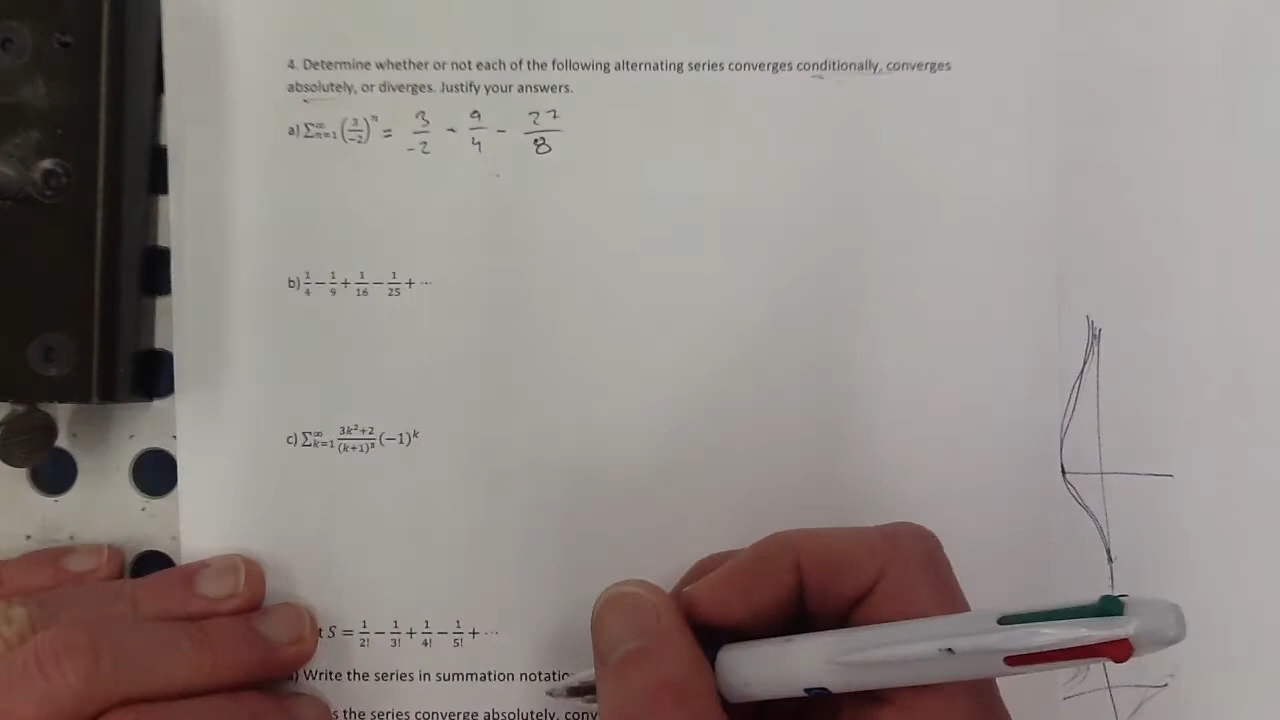 4. Determine whether or not each of the following alternating series converges conditionally, converges
absolutely, or diverges. Justify your answers.
a) ∑_{n=1}^{∞} (3/-2)^n = 3/-2 - 9/4 - 27/8
b) 1/4 − 1/9 + 1/16 − 1/25 + ⋯
c) ∑_{k=1}^{∞} (3k²+2)/(k+1)³ (−1)^k
t S = 1/2! − 1/3! + 1/4! − 1/5! + ⋯
) Write the series in summation notatio
s the series converge absolutely, conv